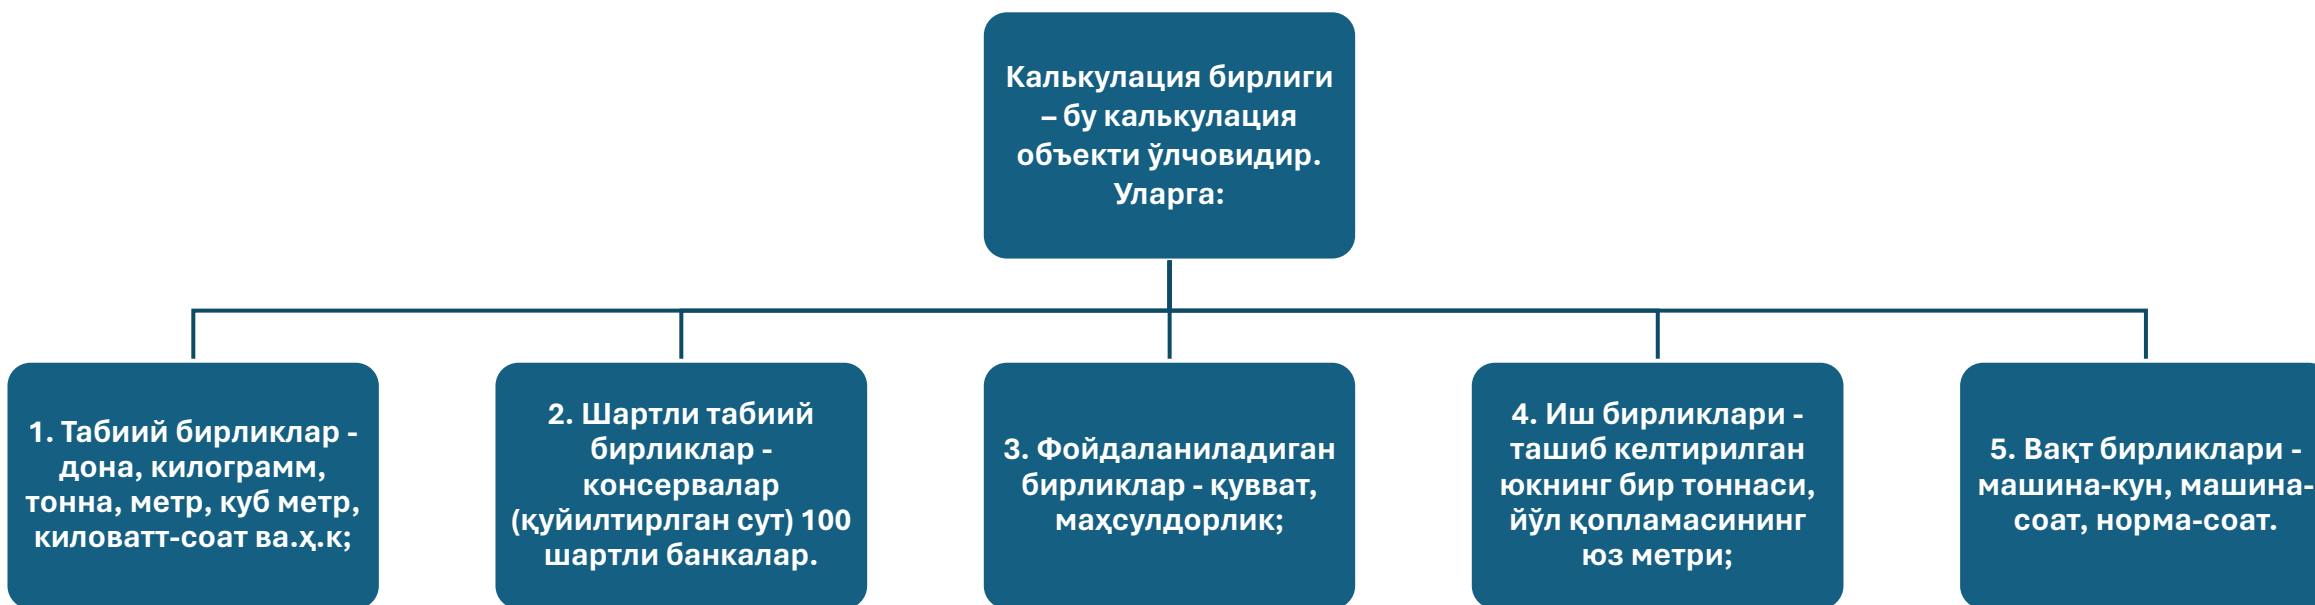 Калькулация бирлиги
– бу калькулация
объекти ўлчовидир.
Уларга:
1. Табиий бирликлар -
дона, килограмм,
тонна, метр, куб метр,
киловатт-соат ва.ҳ.к;
2. Шартли табиий
бирликлар -
консервалар
(қуйилтирлган сут) 100
шартли банкалар.
3. Фойдаланиладиган
бирликлар - қувват,
маҳсулдорлик;
4. Иш бирликлари -
ташиб келтирилган
юкнинг бир тоннаси,
йўл қопламасининг
юз метри;
5. Вақт бирликлари -
машина-кун, машина-
соат, норма-соат.